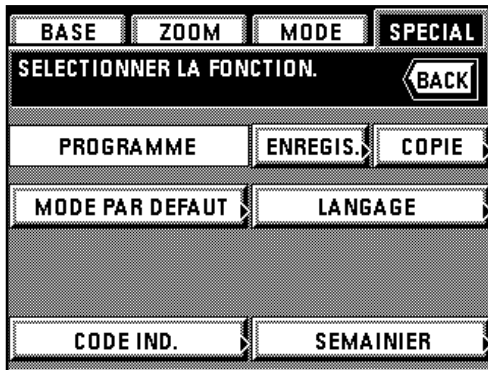 BASE ZOOM MODE SPECIAL
SELECTIONNER LA FONCTION.
BACK
PROGRAMME ENREGIS. COPIE
MODE PAR DEFAUT LANGAGE
CODE IND. SEMAINIER